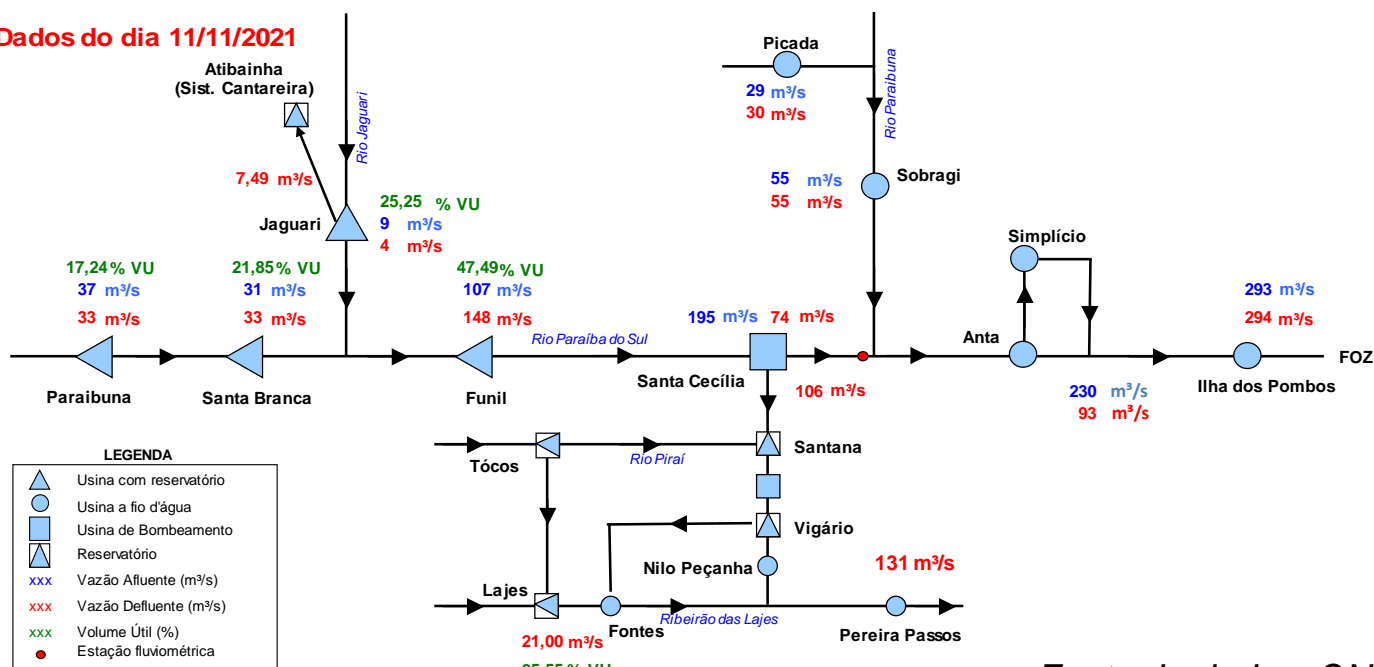 Dados do dia 11/11/2021
Atibainha
(Sist. Cantareira)
7,49 m³/s
Rio Jaguari
Jaguari
25,25 % VU
9 m³/s
4 m³/s
Picada
29 m³/s
30 m³/s
Rio Paraibuna
55 m³/s
55 m³/s
Sobragi
17,24% VU
37 m³/s
33 m³/s
Paraibuna
21,85% VU
31 m³/s
33 m³/s
Santa Branca
47,49% VU
107 m³/s
148 m³/s
Funil
Rio Paraíba do Sul
195 m³/s 74 m³/s
Santa Cecília
106 m³/s
Simplício
Anta
230 m³/s
93 m³/s
293 m³/s
294 m³/s
Ilha dos Pombos
FOZ
Tócos
Rio Piraí
Santana
Vigário
Nilo Peçanha
131 m³/s
Lajes
21,00 m³/s
Fontes
Ribeirão das Lajes
Pereira Passos
LEGENDA
Usina com reservatório
Usina a fio d'água
Usina de Bombeamento
Reservatório
xxx Vazão Afluente (m³/s)
xxx Vazão Defluente (m³/s)
xxx Volume Útil (%)
Estação fluviométrica